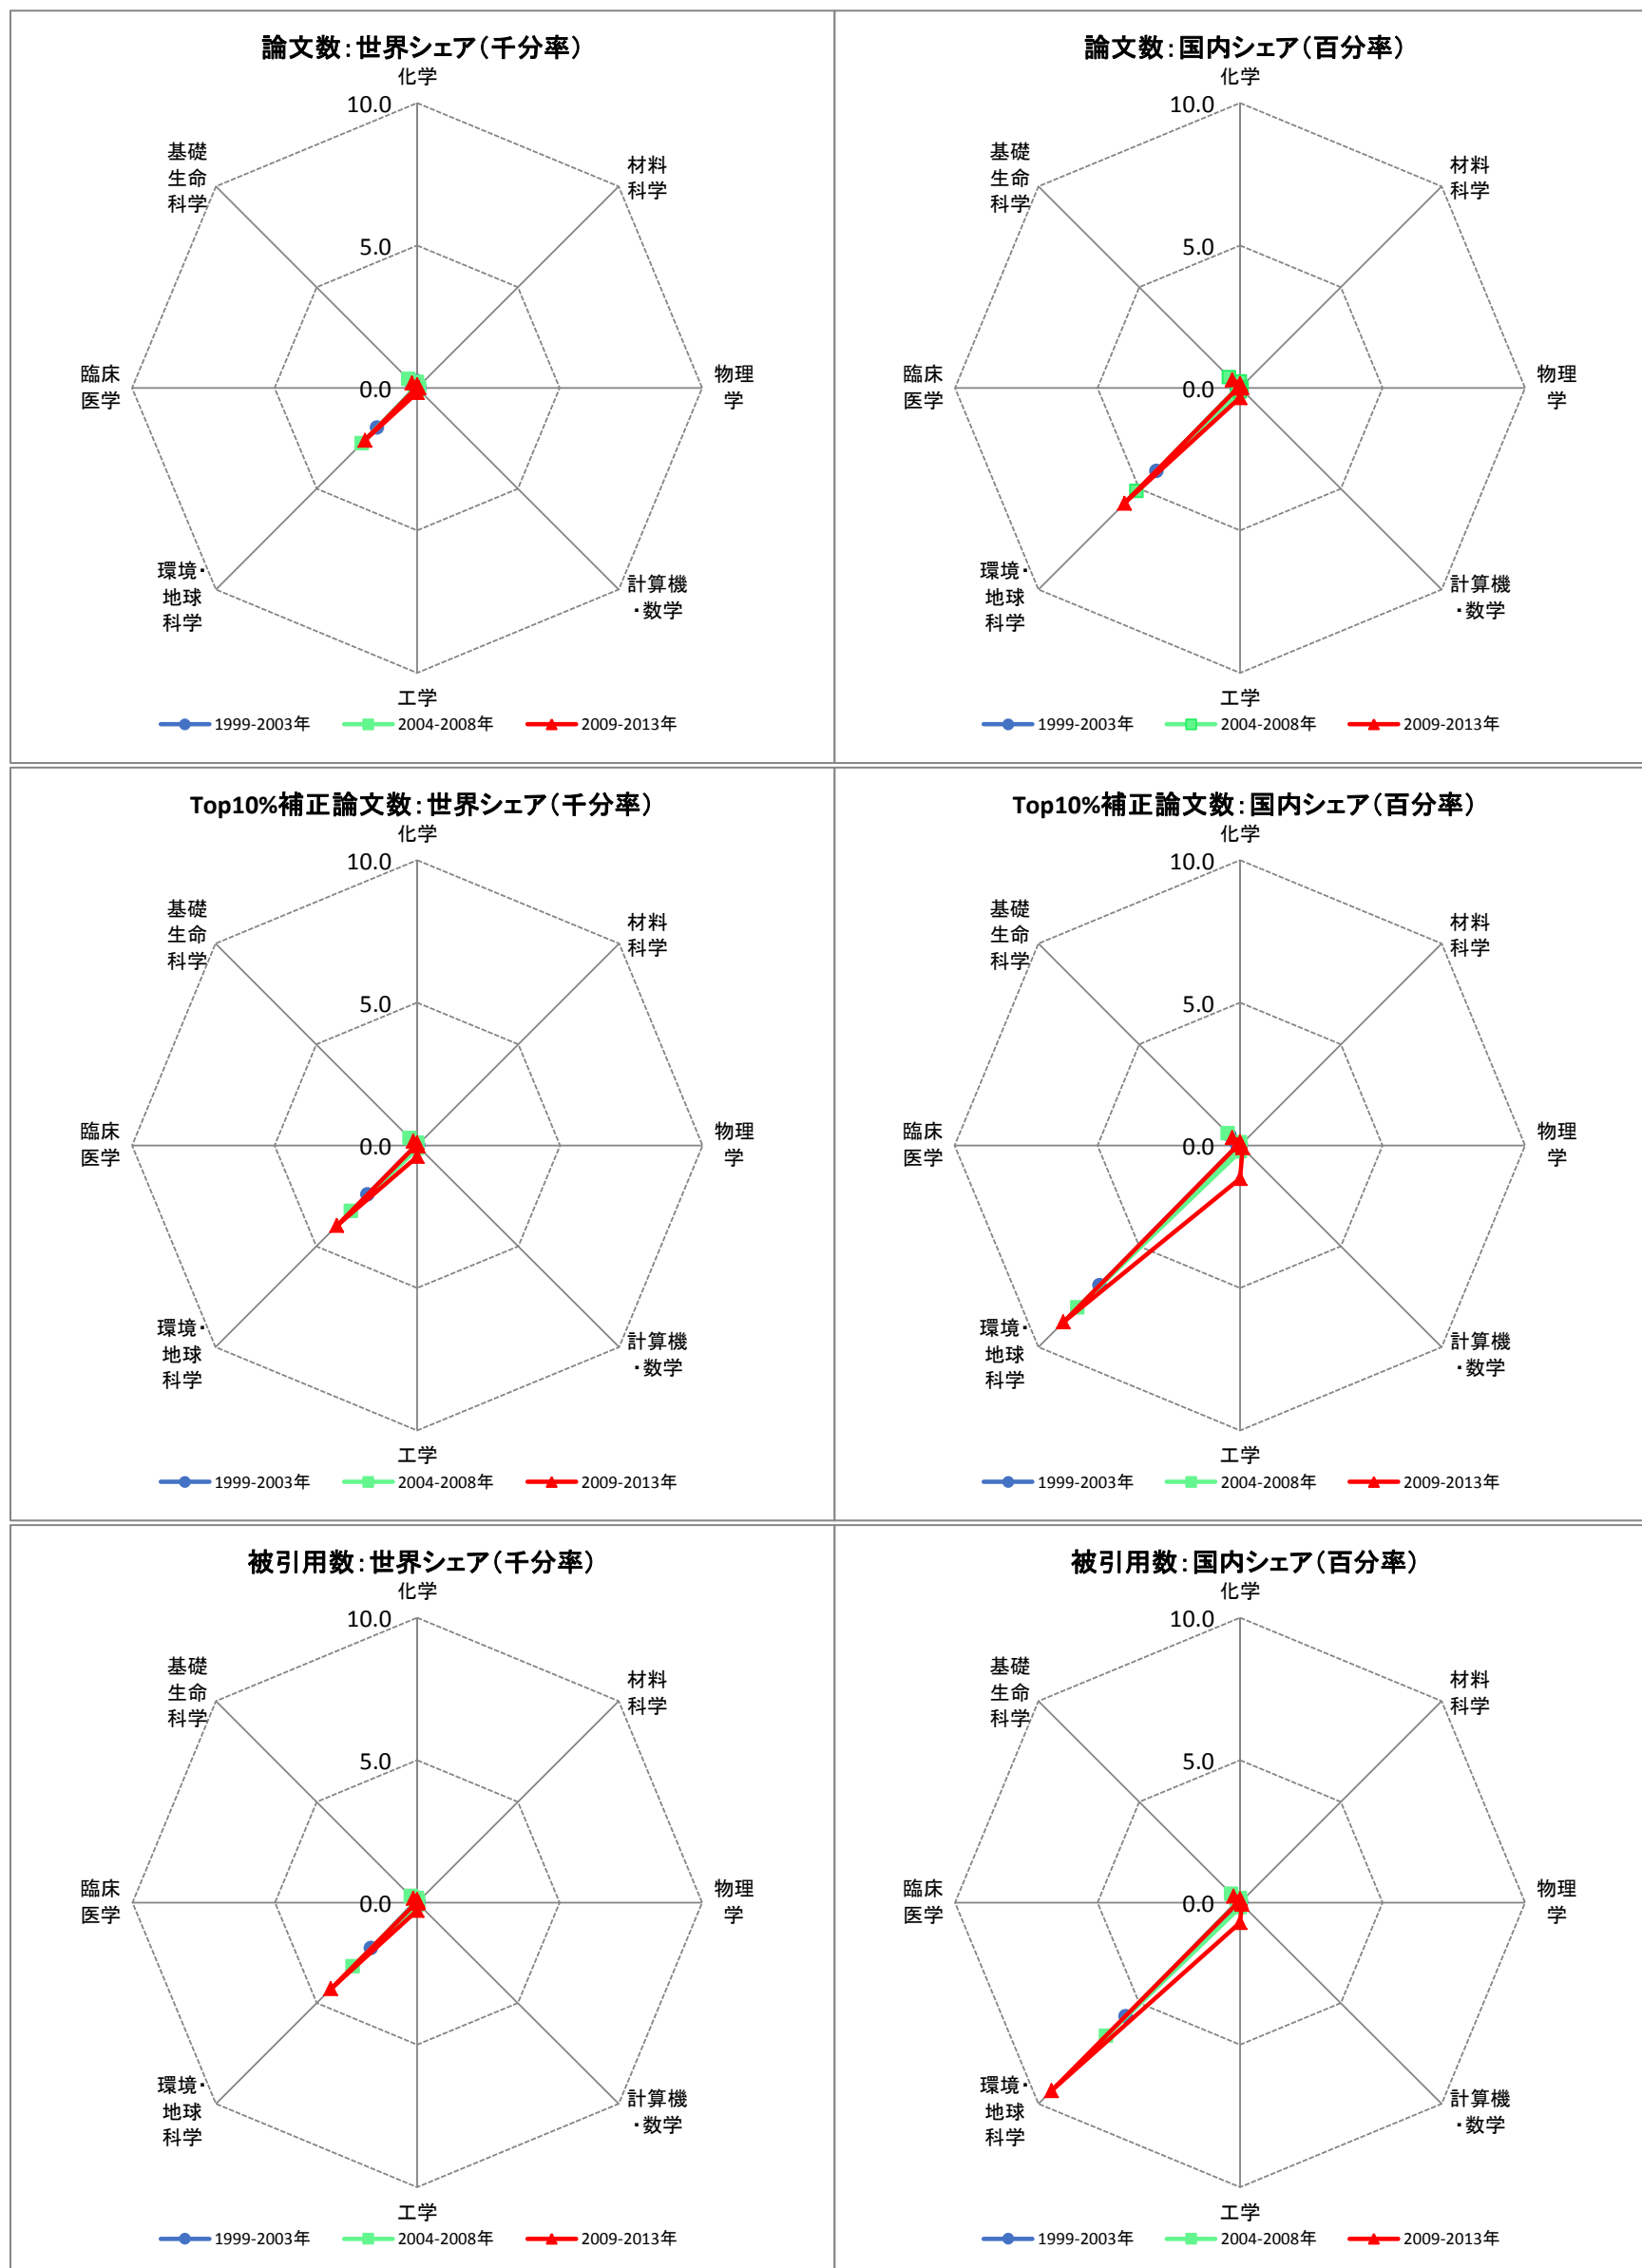 論文数：世界シェア（千分率）
化学
10.0
基礎
生命
科学
材料
科学
5.0
臨床
医学
0.0
物理
学
環境・
地球
科学
計算機
・数学
工学
1999-2003年 2004-2008年 2009-2013年
論文数：国内シェア（百分率）
化学
10.0
基礎
生命
科学
材料
科学
5.0
臨床
医学
0.0
物理
学
環境・
地球
科学
計算機
・数学
工学
1999-2003年 2004-2008年 2009-2013年
Top10%補正論文数：世界シェア（千分率）
化学
10.0
基礎
生命
科学
材料
科学
5.0
臨床
医学
0.0
物理
学
環境・
地球
科学
計算機
・数学
工学
1999-2003年 2004-2008年 2009-2013年
Top10%補正論文数：国内シェア（百分率）
化学
10.0
基礎
生命
科学
材料
科学
5.0
臨床
医学
0.0
物理
学
環境・
地球
科学
計算機
・数学
工学
1999-2003年 2004-2008年 2009-2013年
被引用数：世界シェア（千分率）
化学
10.0
基礎
生命
科学
材料
科学
5.0
臨床
医学
0.0
物理
学
環境・
地球
科学
計算機
・数学
工学
1999-2003年 2004-2008年 2009-2013年
被引用数：国内シェア（百分率）
化学
10.0
基礎
生命
科学
材料
科学
5.0
臨床
医学
0.0
物理
学
環境・
地球
科学
計算機
・数学
工学
1999-2003年 2004-2008年 2009-2013年